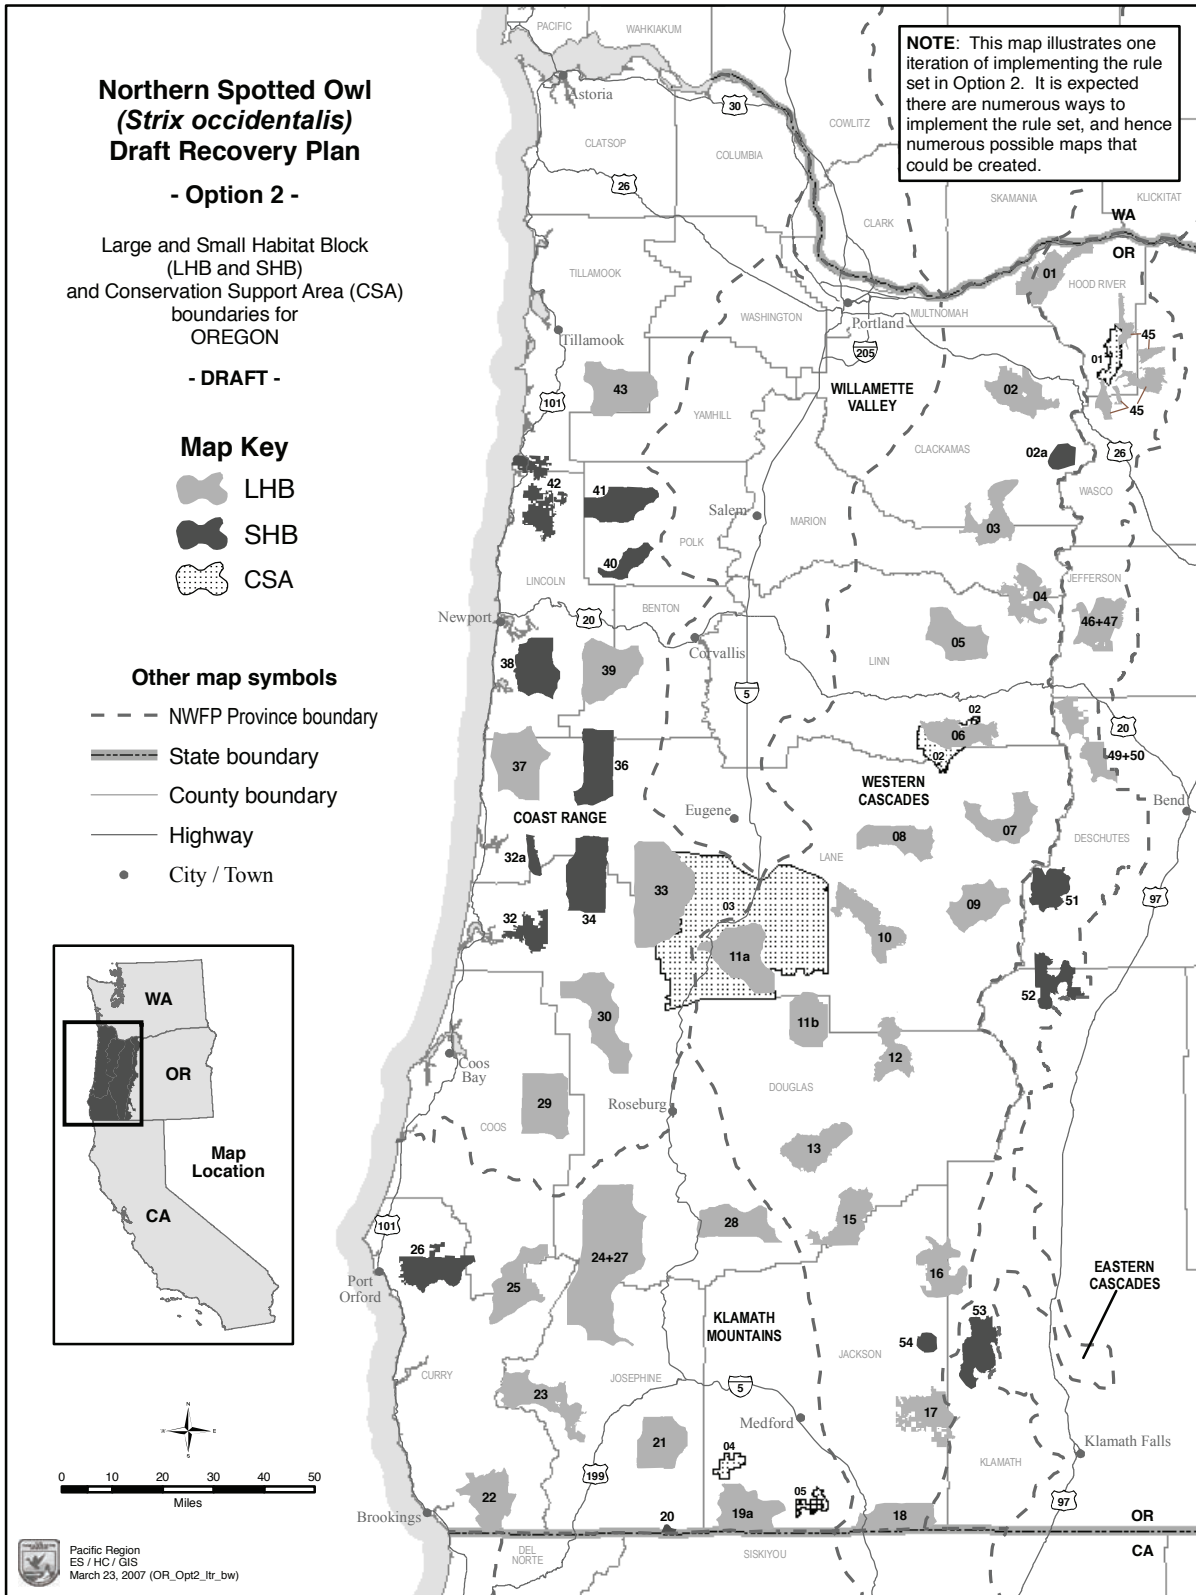 Northern Spotted Owl
(Strix occidentalis)
Draft Recovery Plan
- Option 2 -
Large and Small Habitat Block
(LHB and SHB)
and Conservation Support Area (CSA)
boundaries for
OREGON
- DRAFT -
Map Key
LHB
SHB
CSA
Other map symbols
NWFP Province boundary
State boundary
County boundary
Highway
City / Town
WA
OR
CA
Map
Location
N
W
E
S
0 10 20 30 40 50
Miles
Pacific Region
ES / HC / GIS
March 23, 2007 (OR_Opt2_ltr_bw)
NOTE: This map illustrates one
iteration of implementing the rule
set in Option 2. It is expected
there are numerous ways to
implement the rule set, and hence
numerous possible maps that
could be created.
PACIFIC
WAHKIAKUM
Astoria
30
COWLITZ
CLATSOP
COLUMBIA
26
SKAMANIA
KLICKITAT
CLARK
WA
OR
TILLAMOOK
01
HOOD RIVER
WASHINGTON
Portland
MULTNOMAH
Tillamook
205
45
01
43
101
WILLAMETTE
VALLEY
02
45
YAMHILL
CLACKAMAS
02a
26
42
41
WASCO
Salem
MARION
03
POLK
40
LINCOLN
JEFFERSON
04
BENTON
Newport
20
46+47
Corvallis
05
38
39
LINN
5
02
06
20
02
49+50
37
36
WESTERN
CASCADES
Bend
Eugene
COAST RANGE
07
08
DESCHUTES
32a
LANE
33
51
97
03
09
32
34
10
11a
52
30
11b
12
Coos
Bay
DOUGLAS
29
Roseburg
COOS
13
101
28
15
26
24+27
16
EASTERN
CASCADES
Port
Orford
25
53
KLAMATH
MOUNTAINS
54
JACKSON
CURRY
JOSEPHINE
23
5
17
Medford
21
04
Klamath Falls
KLAMATH
199
22
05
97
Brookings
20
19a
18
OR
DEL
NORTE
SISKIYOU
CA